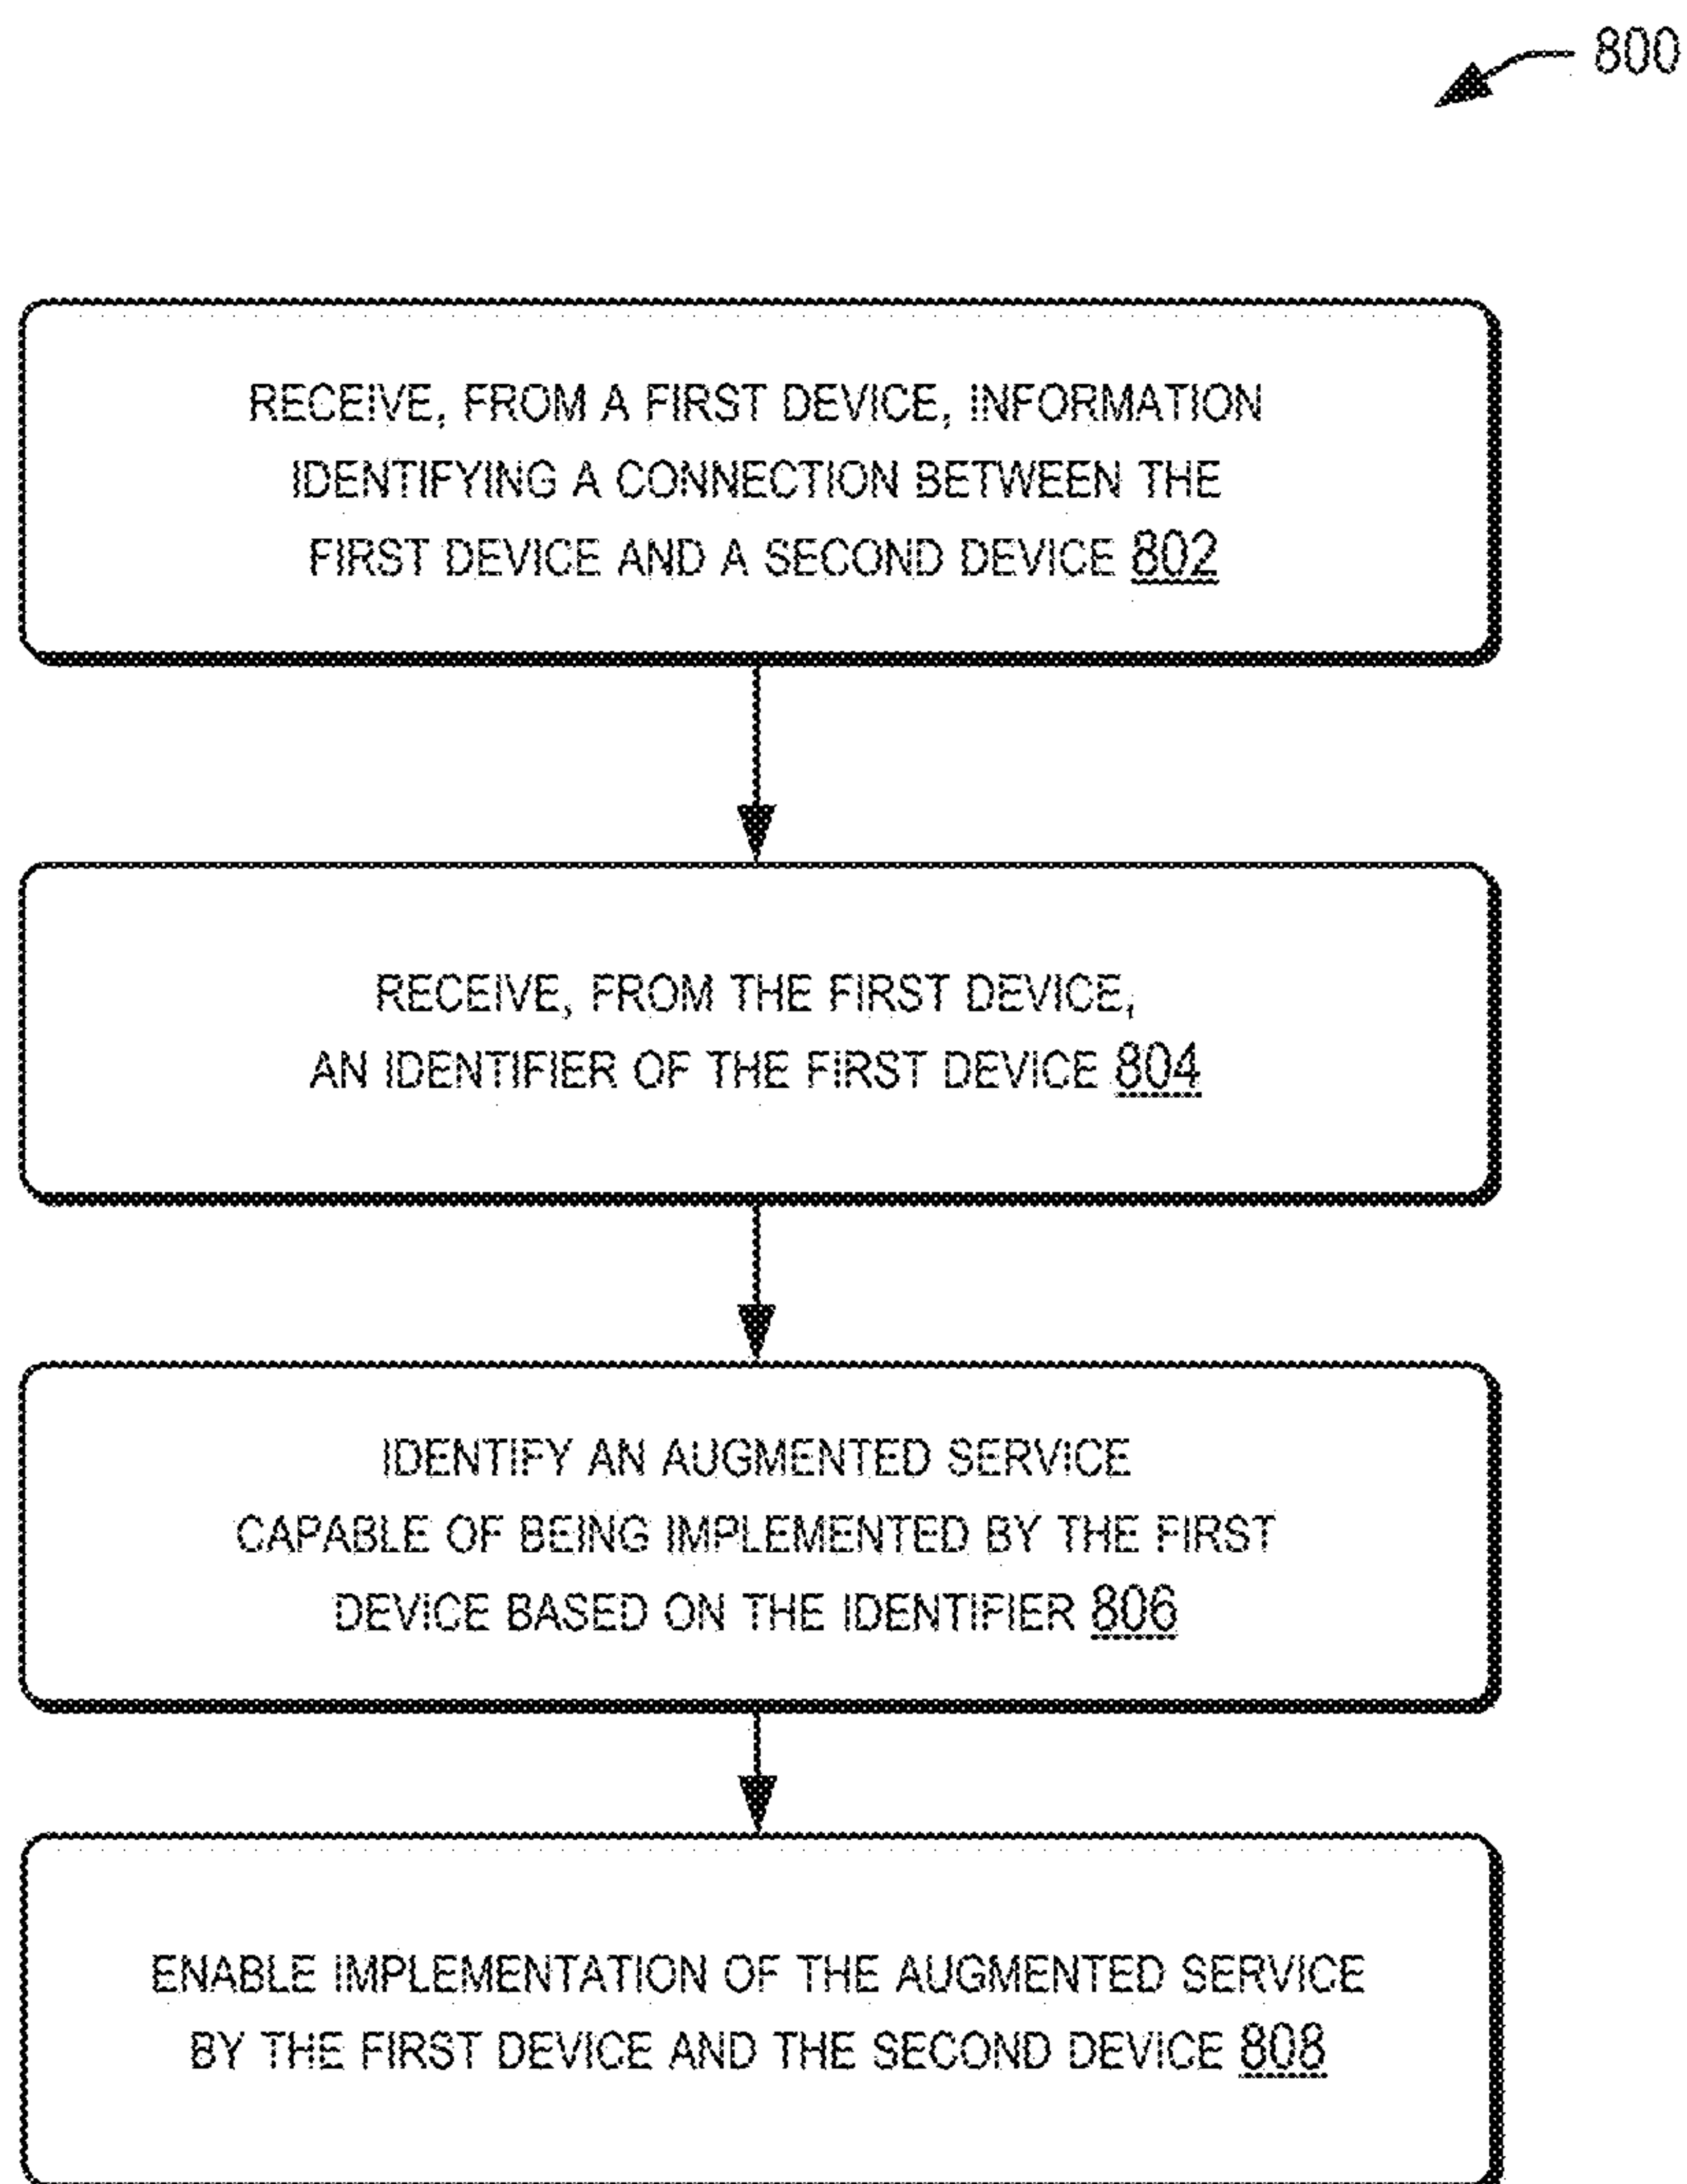 800
RECEIVE, FROM A FIRST DEVICE, INFORMATION
IDENTIFYING A CONNECTION BETWEEN THE
FIRST DEVICE AND A SECOND DEVICE 802
RECEIVE, FROM THE FIRST DEVICE,
AN IDENTIFIER OF THE FIRST DEVICE 804
IDENTIFY AN AUGMENTED SERVICE
CAPABLE OF BEING IMPLEMENTED BY THE FIRST
DEVICE BASED ON THE IDENTIFIER 806
ENABLE IMPLEMENTATION OF THE AUGMENTED SERVICE
BY THE FIRST DEVICE AND THE SECOND DEVICE 808